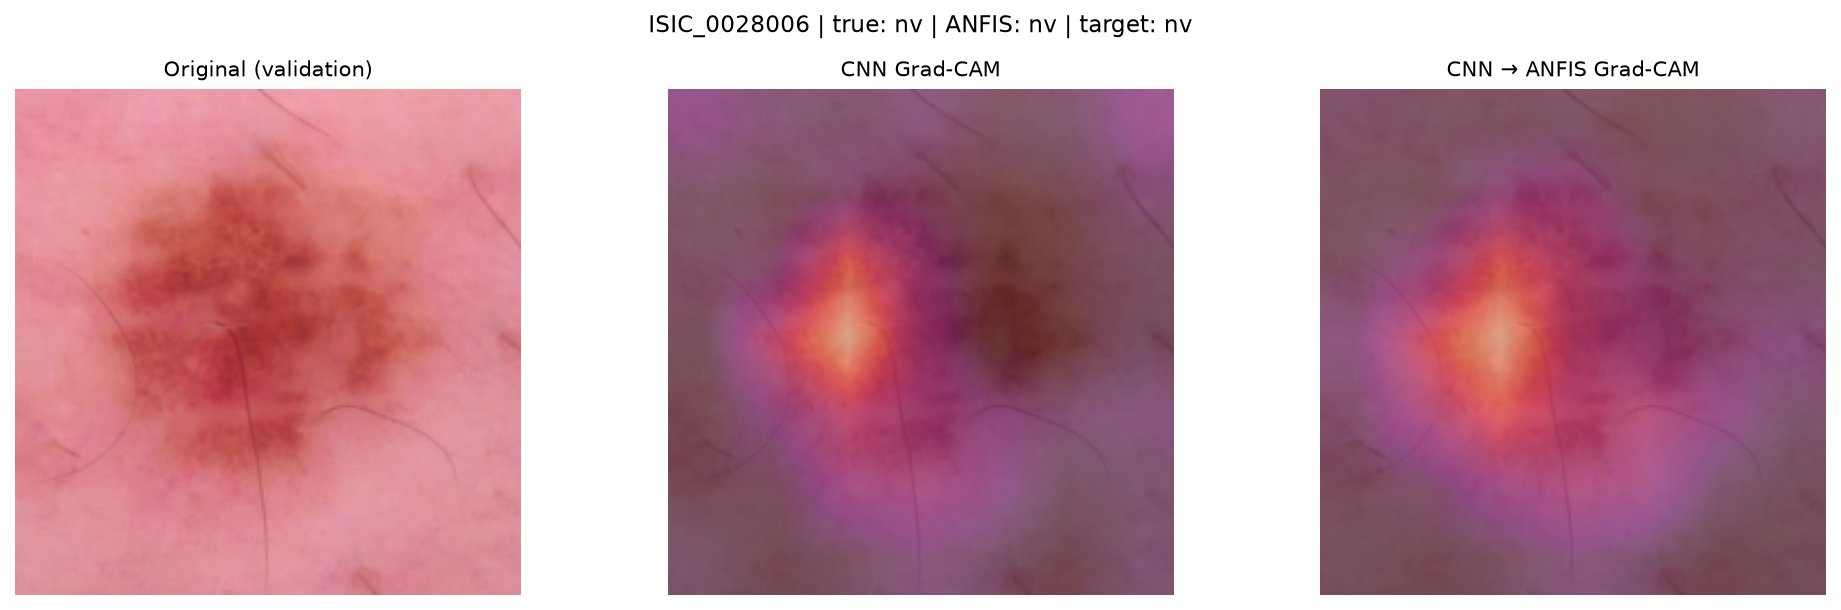 ISIC_0028006 | true: nv | ANFIS: nv | target: nv
Original (validation)
CNN Grad-CAM
CNN → ANFIS Grad-CAM